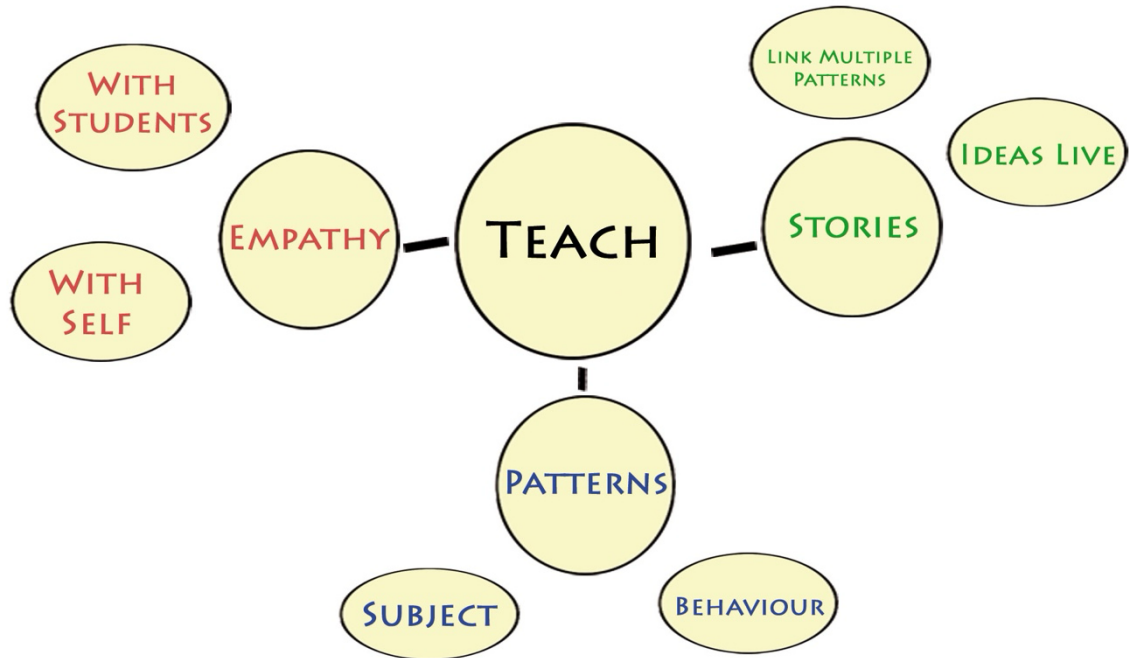 WITH
STUDENTS
EMPATHY
WITH
SELF
TEACH
LINK MULTIPLE
PATTERNS
IDEAS LIVE
STORIES
PATTERNS
SUBJECT
BEHAVIOUR